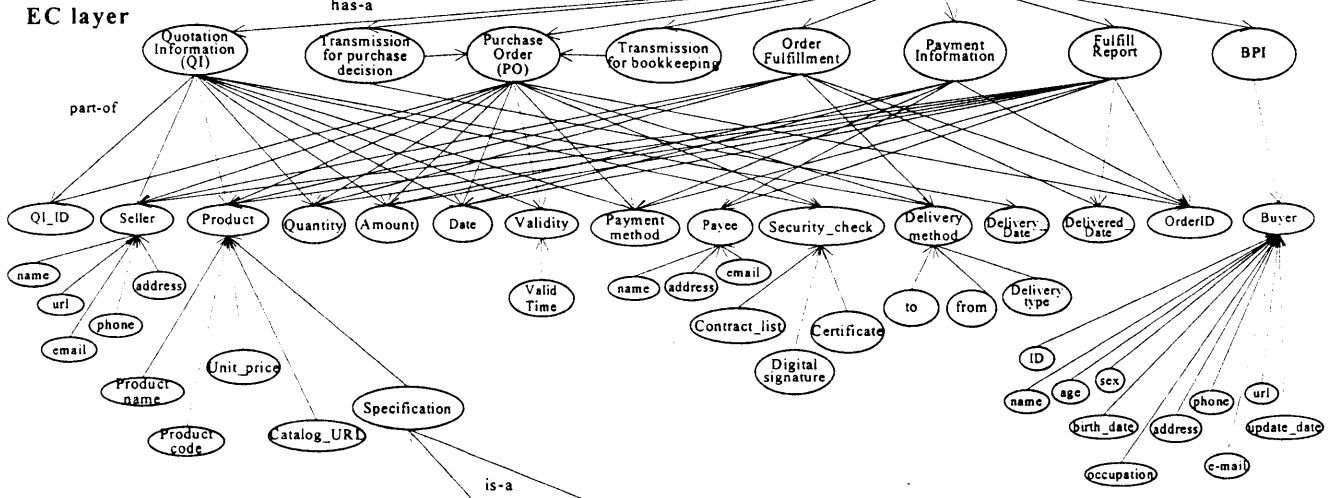 has-a
EC layer
Quotation
Information
(QI)
Transmission
for purchase
decision
Purchase
Order
(PO)
Transmission
for bookkeeping
Order
Fulfillment
Payment
Information
Fulfill
Report
BPI
part-of
QI_ID
Seller
Product
Quantity
Amount
Date
Validity
Payment
method
Payee
Security_check
Delivery
method
Delivery_
Date
Delivered_
Date
OrderID
Buyer
name
url
email
phone
address
Valid
Time
name
address
email
Contract_list
Digital
signature
Certificate
to
from
Delivery
type
Product
name
Product
code
Unit_price
Catalog_URL
Specification
ID
name
age
sex
birth_date
occupation
address
phone
e-mail
url
update_date
is-a